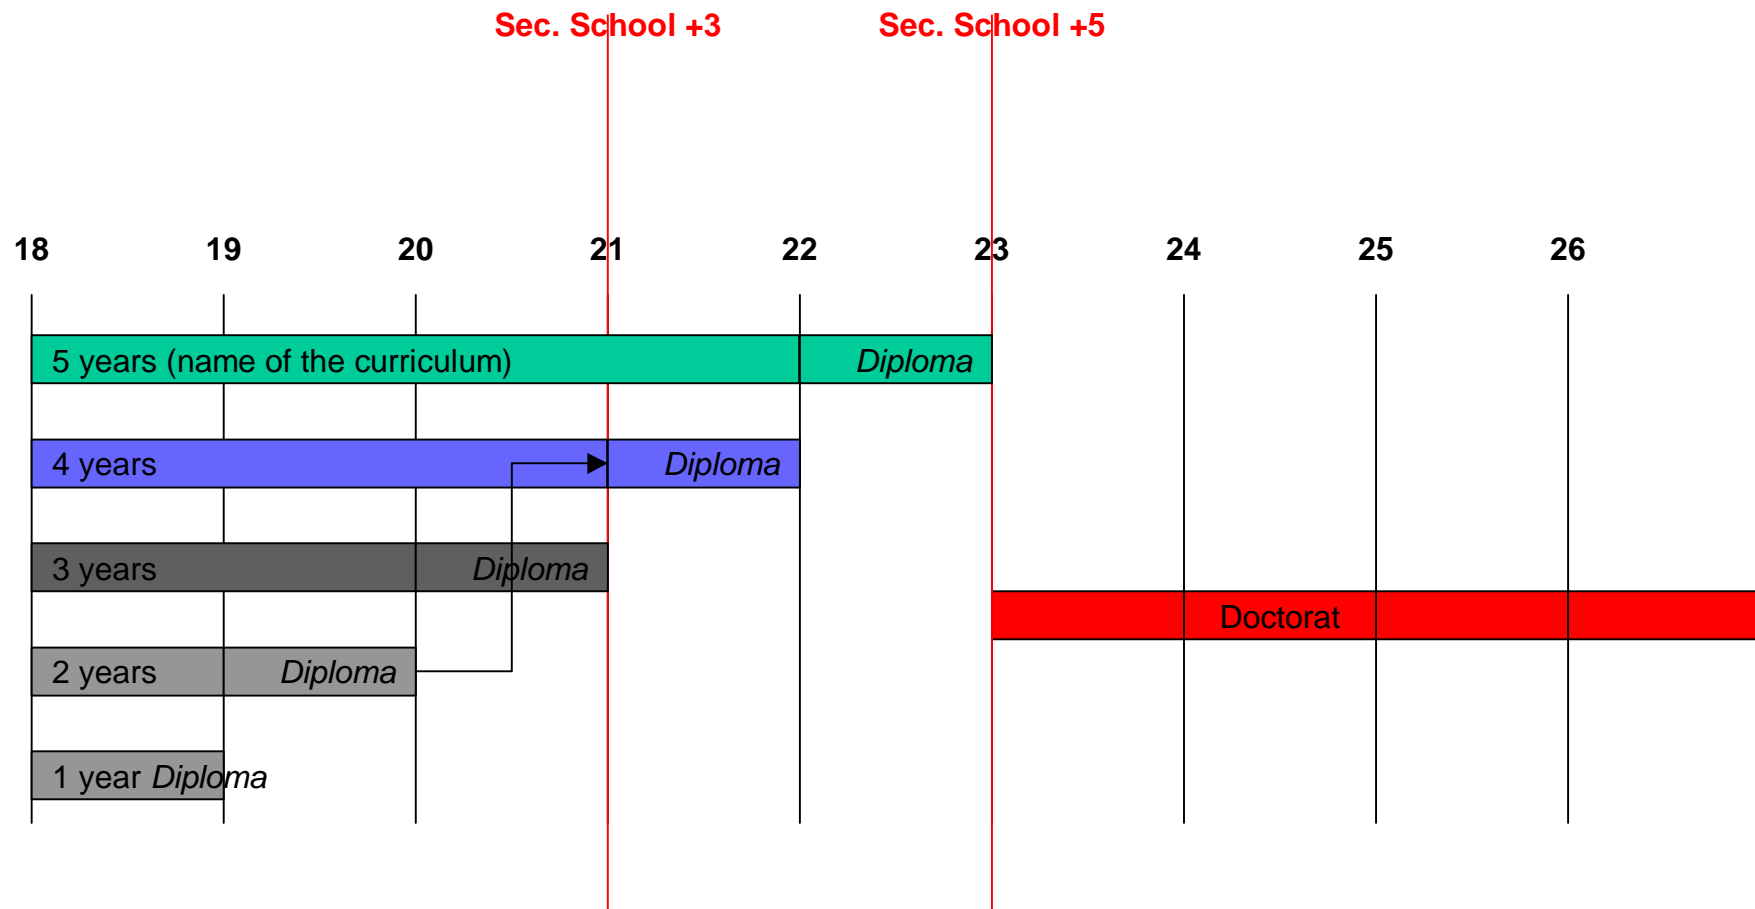 Sec. School +3 Sec. School +5
18 19 20 21 22 23 24 25 26
5 years (name of the curriculum) Diploma
4 years Diploma
3 years Diploma
Doctorat
2 years Diploma
1 year Diploma